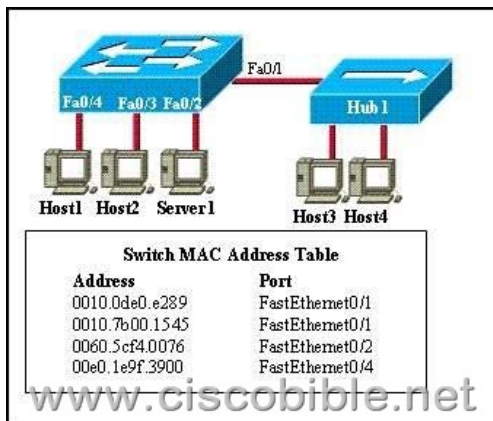 Fa0/1
Fa0/4 Fa0/3 Fa0/2
Hub 1
Host1 Host2 Server1
Host3 Host4
Switch MAC Address Table
Address Port
0010.0de0.e289 FastEthernet0/1
0010.7b00.1545 FastEthernet0/1
0060.5cf4.0076 FastEthernet0/2
00e0.1e9f.3900 FastEthernet0/4
www.ciscobible.net